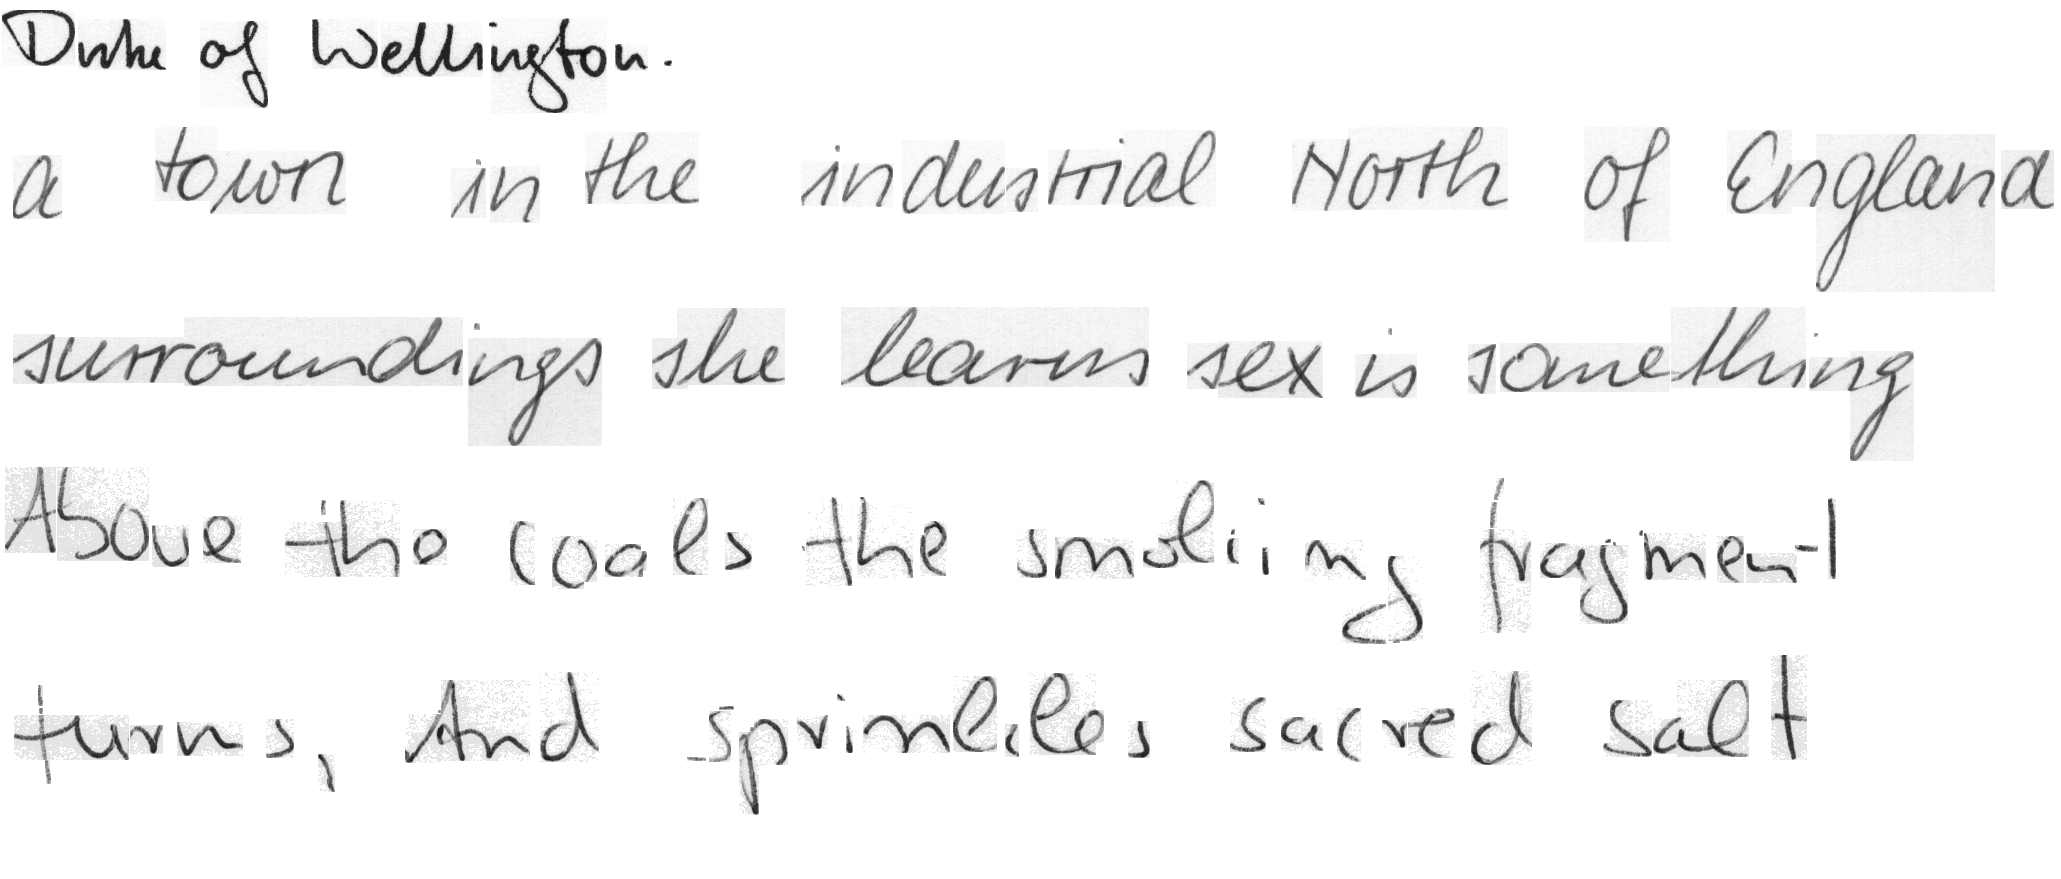 Duke of Wellington.
a town in the industrial North of England
surroundings she learns sex is something
Above the coals the smoking fragment
turns, And sprinkles sacred salt